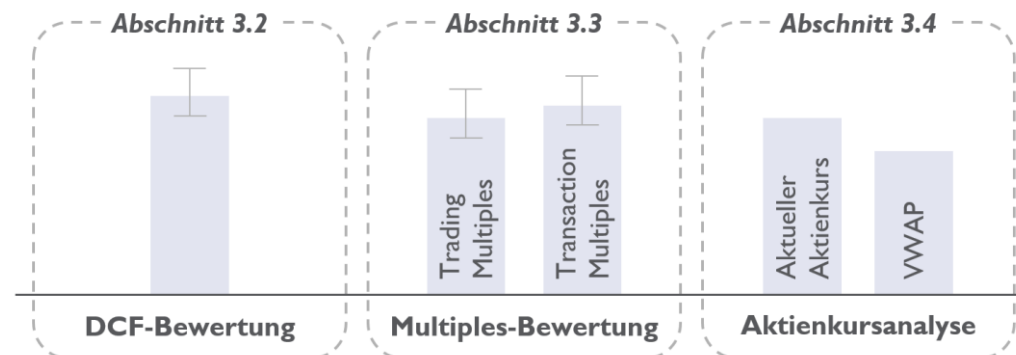 Abschnitt 3.2
Abschnitt 3.3
Abschnitt 3.4
Trading
Multiples
Transaction
Multiples
Aktueller
Aktienkurs
VWAP
DCF-Bewertung
Multiples-Bewertung
Aktienkursanalyse